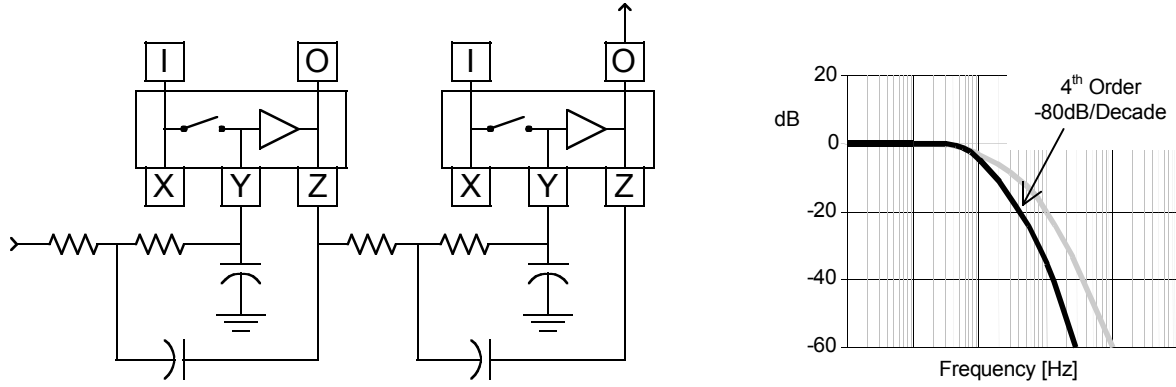 I O I O
X Y Z X Y Z
20
4th Order
-80dB/Decade
dB
0
-20
-40
-60
Frequency [Hz]